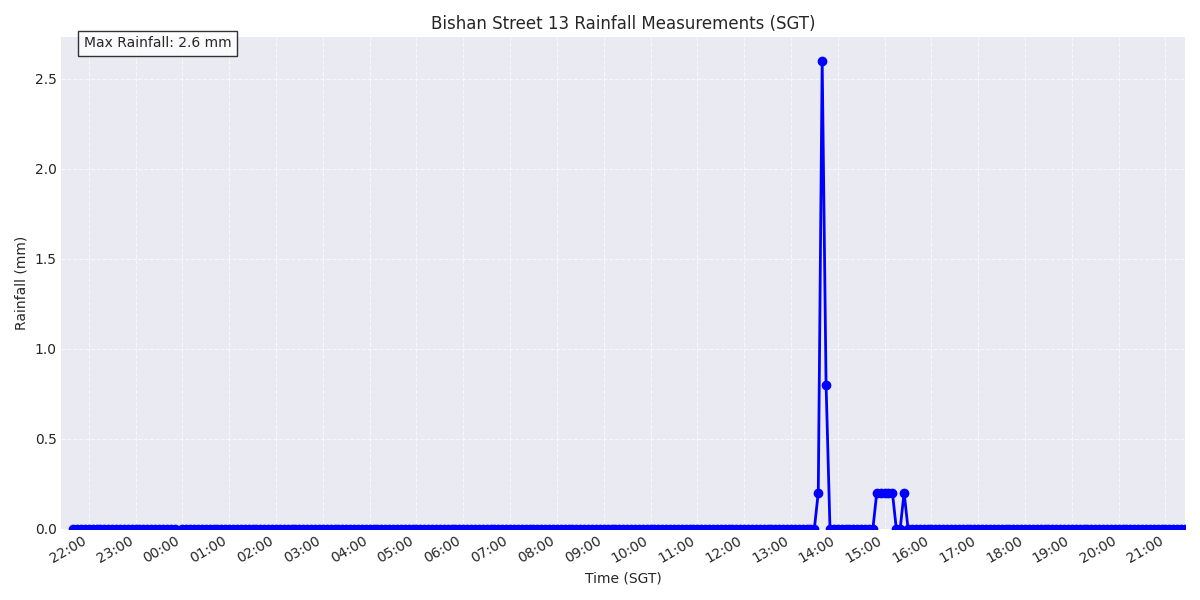 Bishan Street 13 Rainfall Measurements (SGT)
Max Rainfall: 2.6 mm
2.5
2.0
1.5
1.0
0.5
0.0
Rainfall (mm)
22:00 23:00 00:00 01:00 02:00 03:00 04:00 05:00 06:00 07:00 08:00 09:00 10:00 11:00 12:00 13:00 14:00 15:00 16:00 17:00 18:00 19:00 20:00 21:00
Time (SGT)